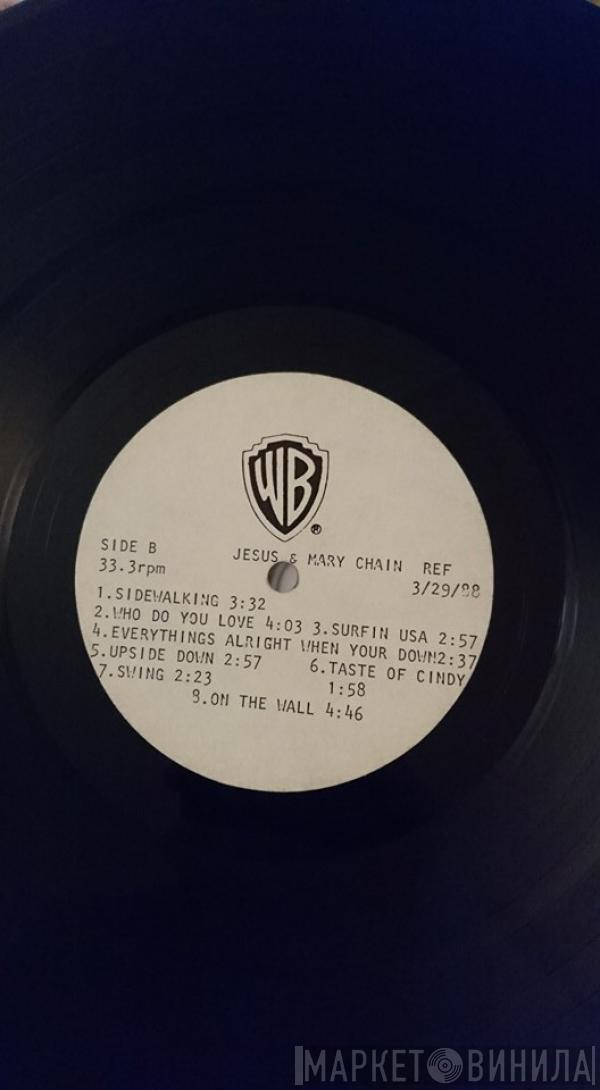 WB
®
SIDE B JESUS & MARY CHAIN REF
33.3rpm 3/29/88
1.SIDEWALKING 3:32
2.WHO DO YOU LOVE 4:03 3.SURFIN USA 2:57
4.EVERYTHINGS ALRIGHT WHEN YOUR DOWN2:37
5.UPSIDE DOWN 2:57 6.TASTE OF CINDY
7.SWING 2:23 1:58
8.ON THE WALL 4:46
МАРКЕТ ВИНИЛА